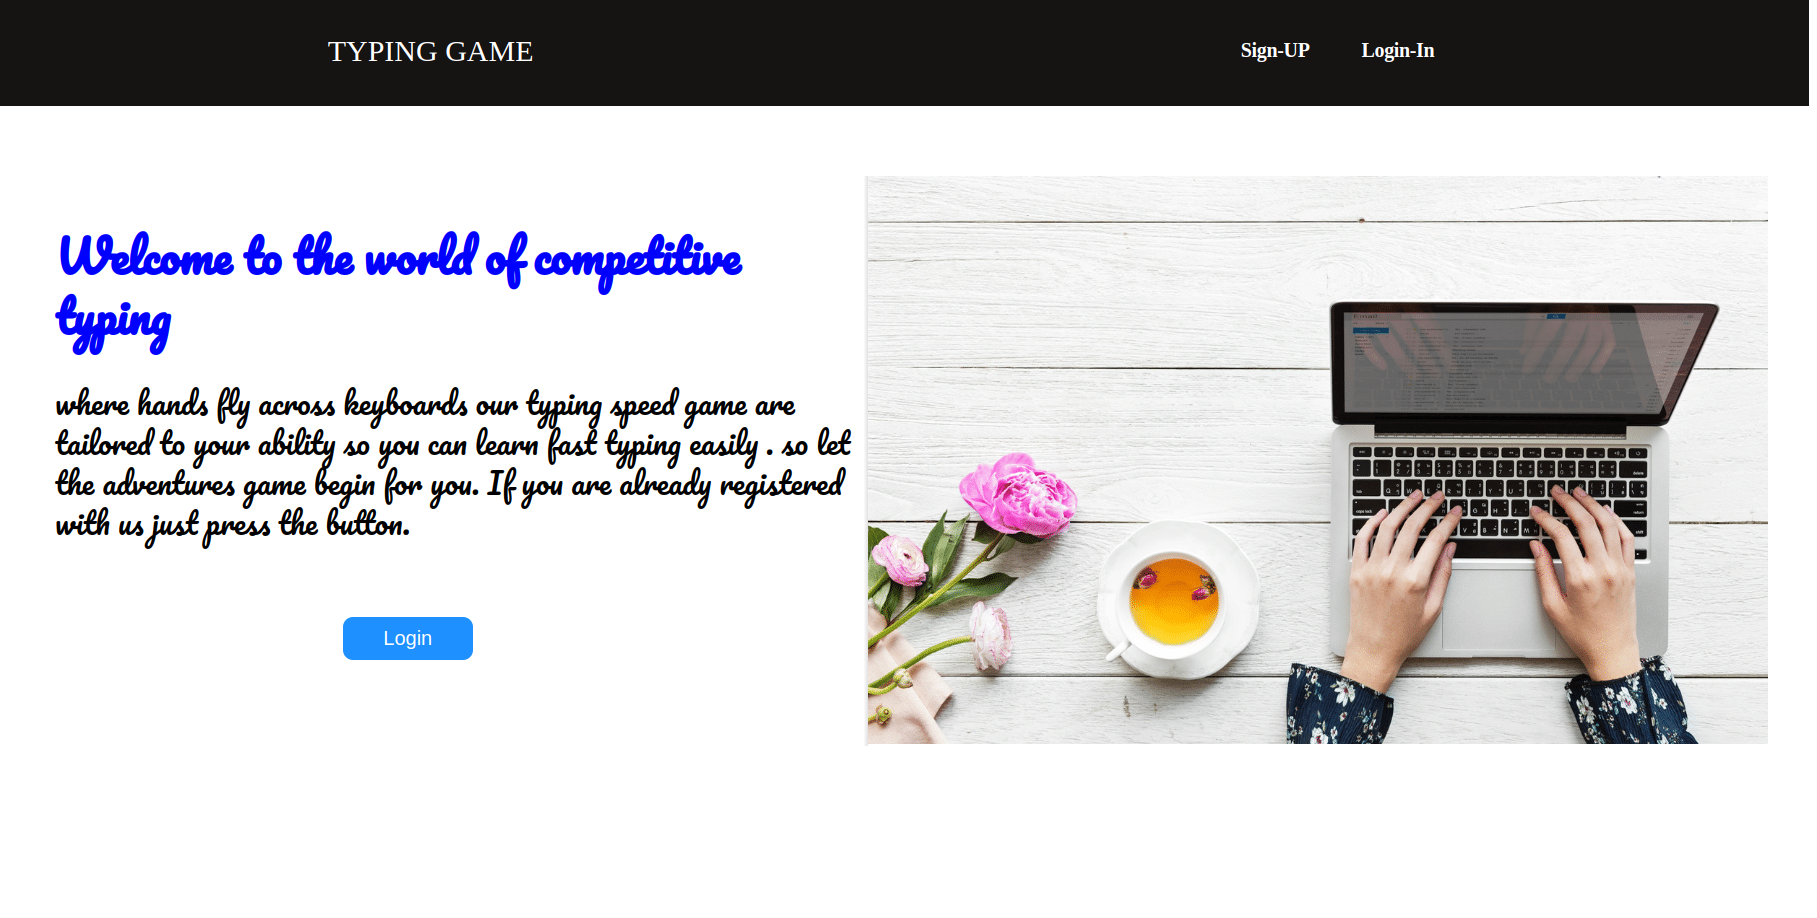 TYPING GAME
Sign-UP
Login-In
Welcome to the world of competitive
typing
where hands fly across keyboards our typing speed game are
tailored to your ability so you can learn fast typing easily . so let
the adventures game begin for you. If you are already registered
with us just press the button.
Login